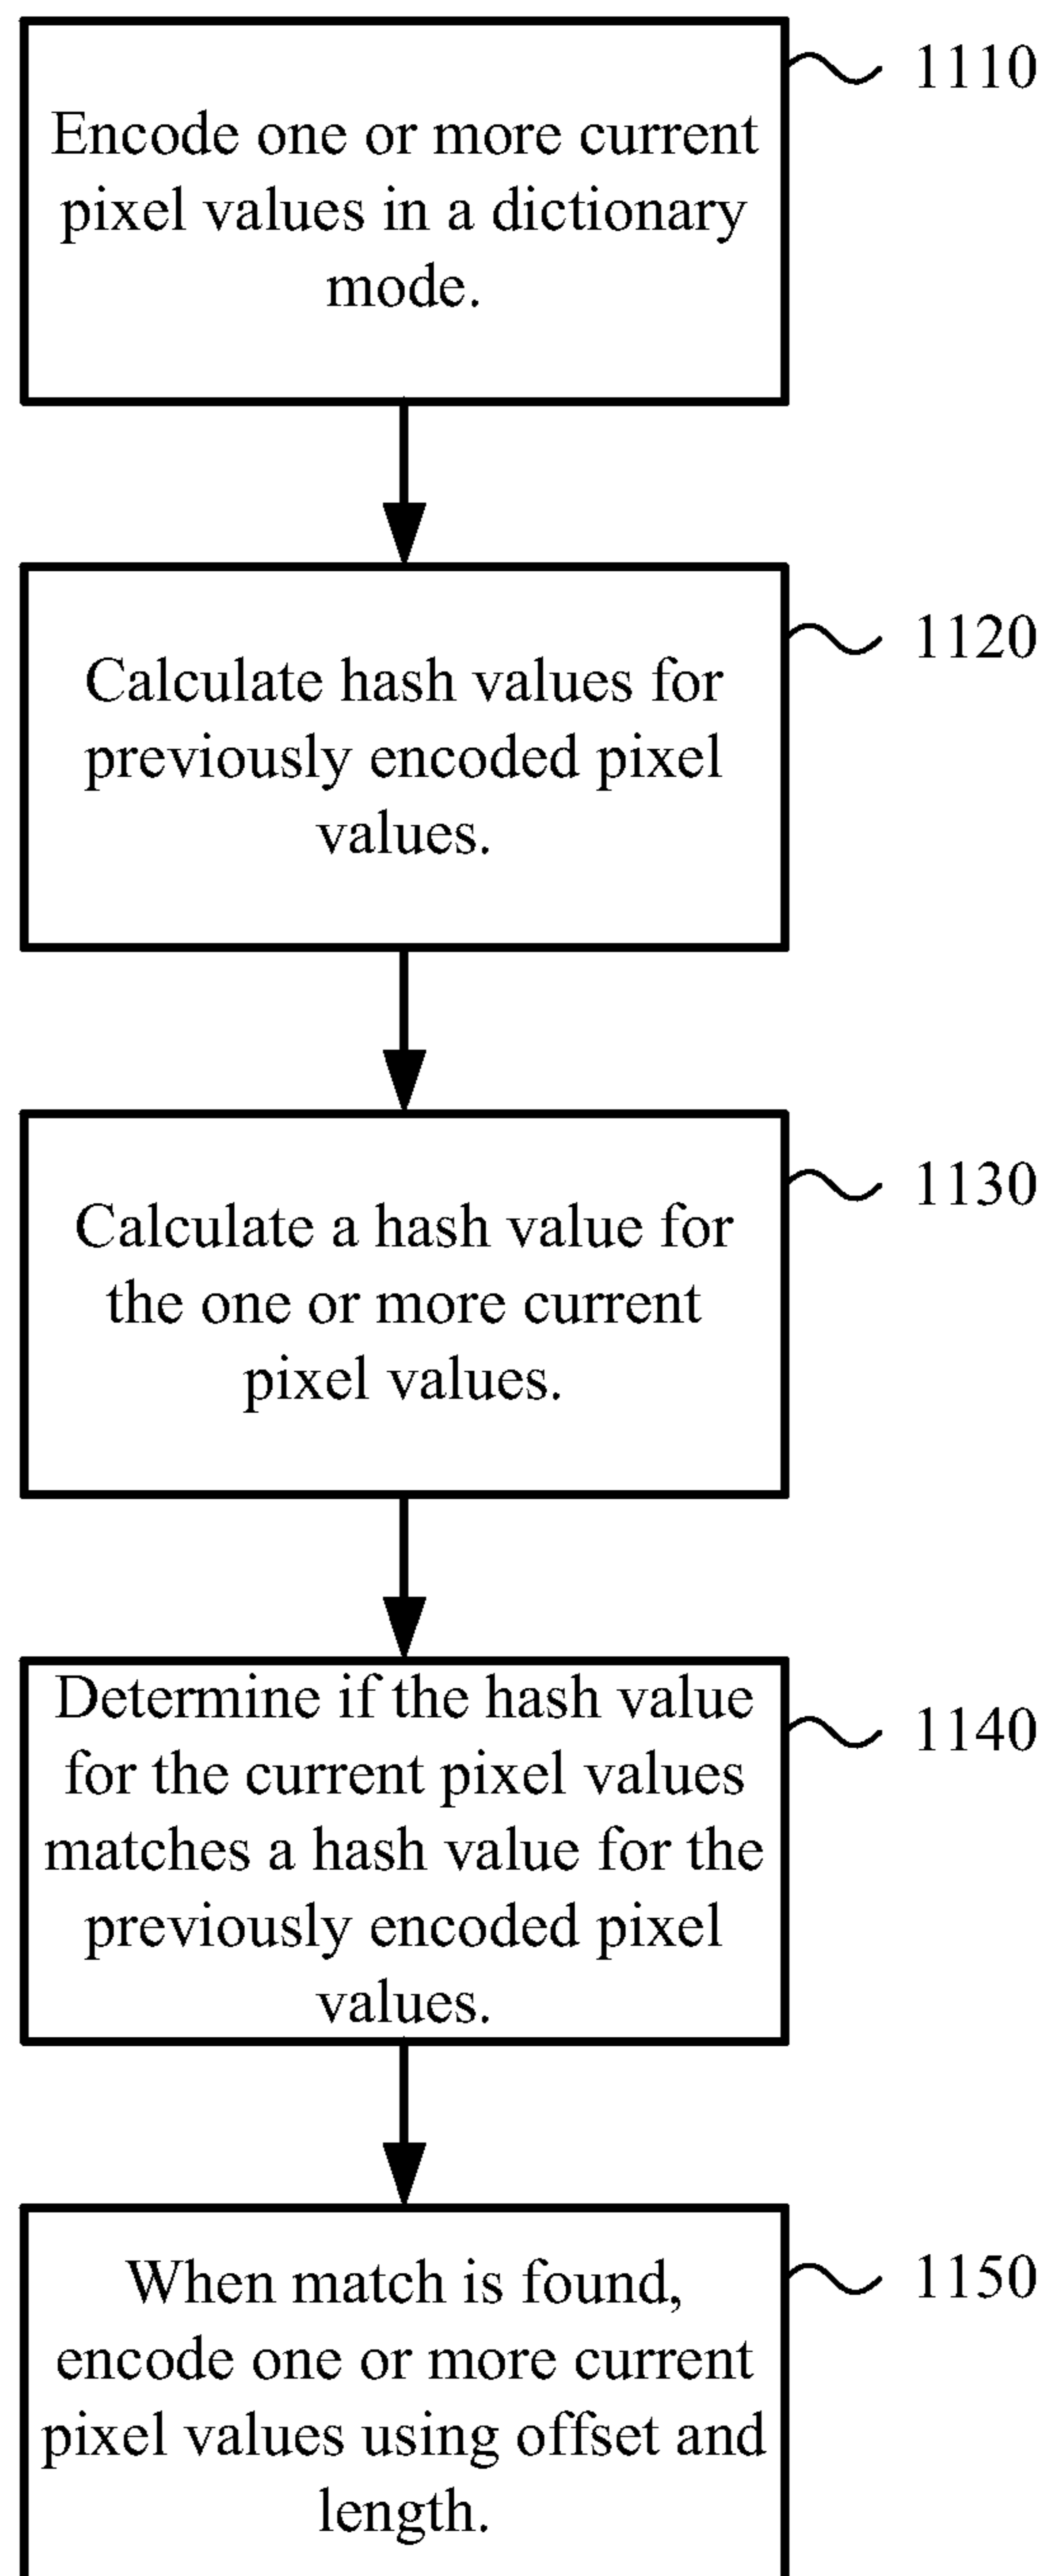 1110
Encode one or more current
pixel values in a dictionary
mode.
1120
Calculate hash values for
previously encoded pixel
values.
1130
Calculate a hash value for
the one or more current
pixel values.
1140
Determine if the hash value
for the current pixel values
matches a hash value for the
previously encoded pixel
values.
1150
When match is found,
encode one or more current
pixel values using offset and
length.